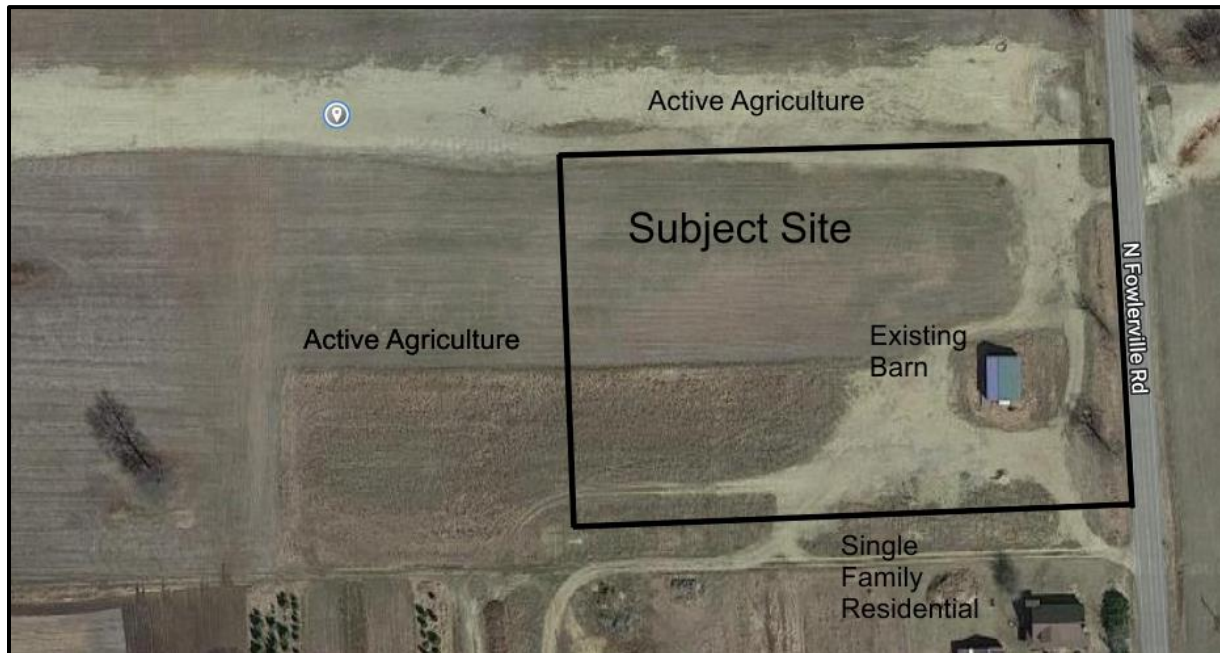 Active Agriculture
Subject Site
N Fowlerville Rd
Existing
Barn
Active Agriculture
Single
Family
Residential